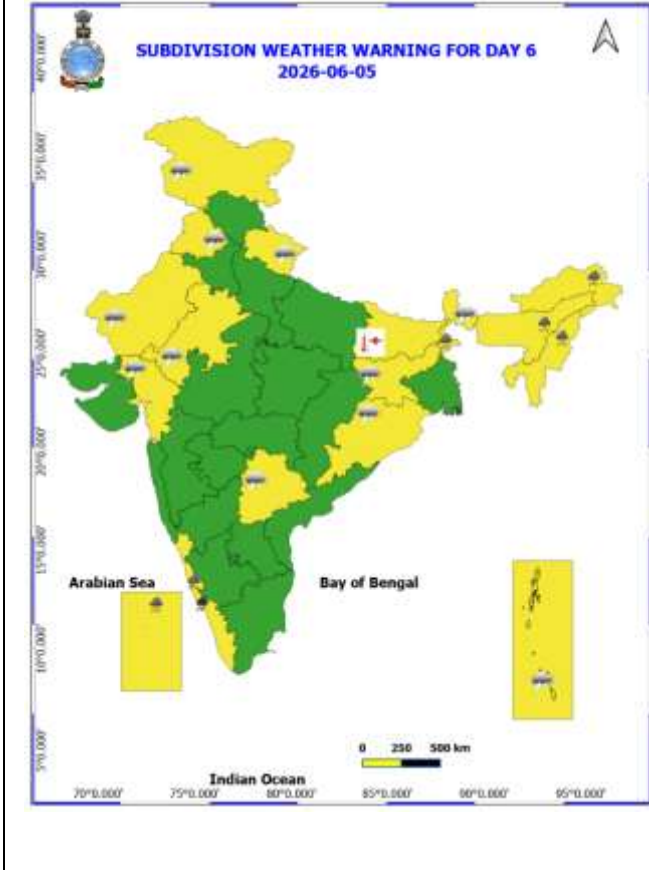 SUBDIVISION WEATHER WARNING FOR DAY 6
2026-06-05
40°0.000'
35°0.000'
30°0.000'
25°0.000'
20°0.000'
15°0.000'
10°0.000'
5°0.000'
Arabian Sea
Bay of Bengal
0 250 500 km
Indian Ocean
70°0.000' 75°0.000' 80°0.000' 85°0.000' 90°0.000' 95°0.000'